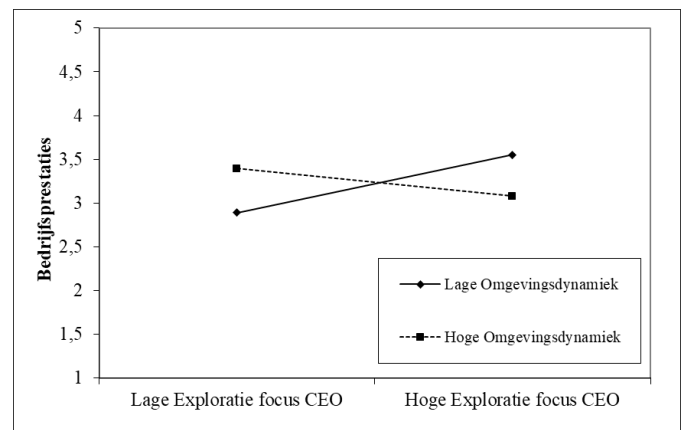 5
4,5
4
3,5
3
2,5
2
1,5
1
Bedrijfsprestaties
Lage Omgevingsdynamiek
Hoge Omgevingsdynamiek
Lage Exploratie focus CEO
Hoge Exploratie focus CEO